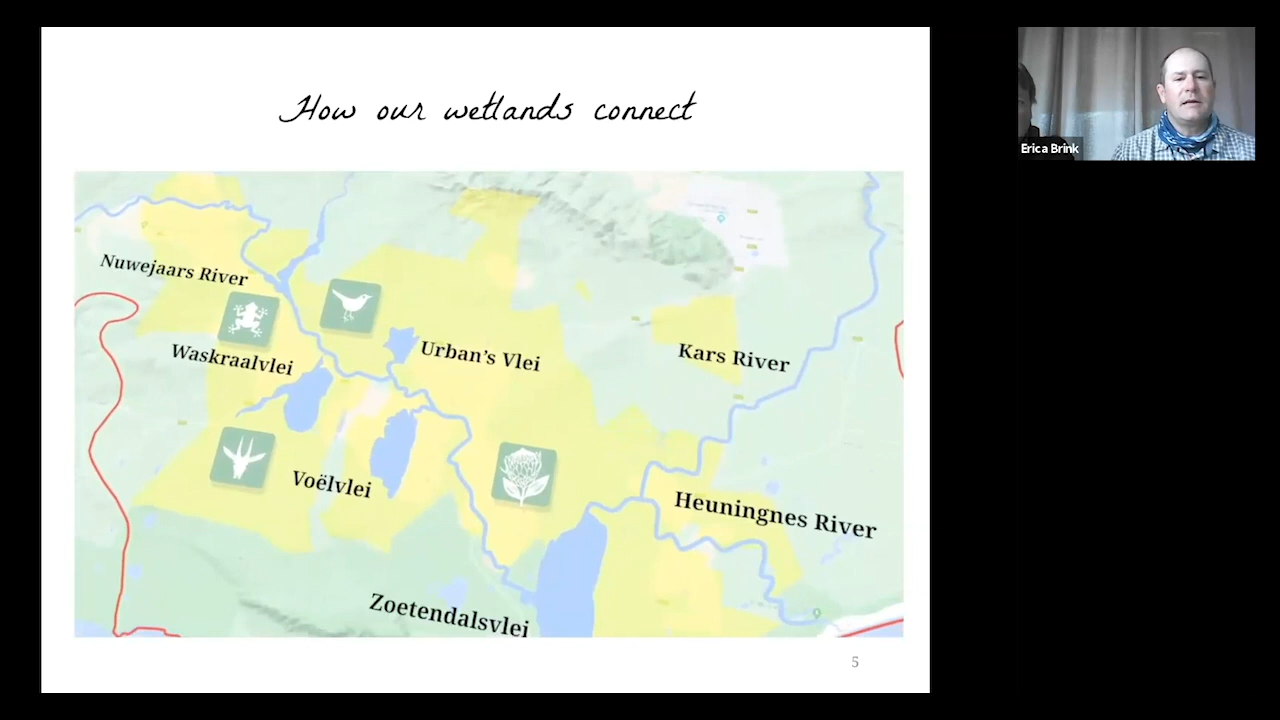 How our wetlands connect
Erica Brink
Nuwejaars River
Waskraalvlei
Urban's Vlei
Kars River
Voëlvlei
Heuningnes River
Zoetendalsvlei
5